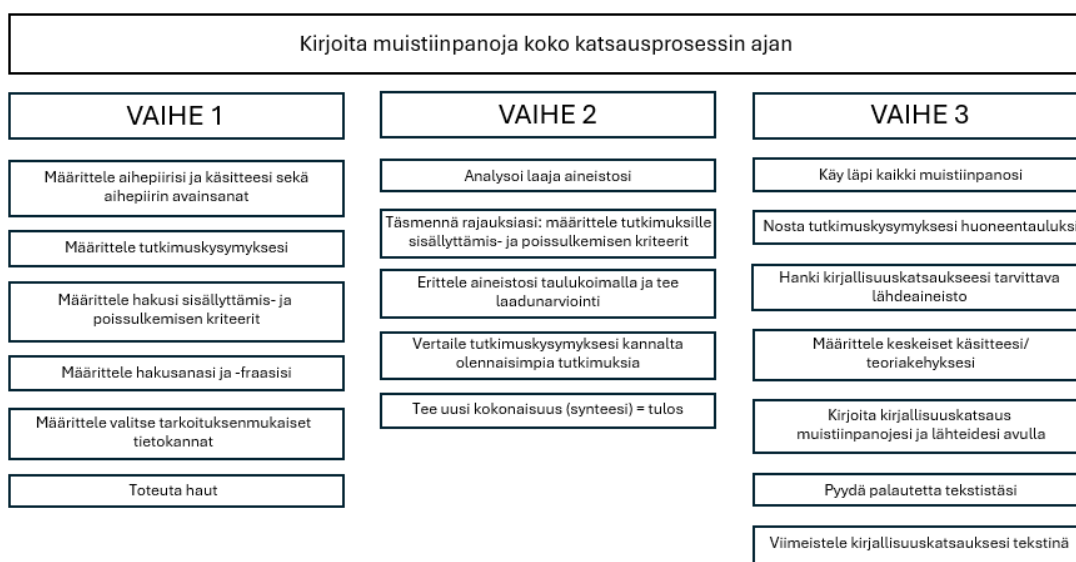 Kirjoita muistiinpanoja koko katsausprosessin ajan
VAIHE 1
Määrittele aihepiirisi ja käsitteesi sekä
aihepiirin avainsanat
Määrittele tutkimuskysymyksesi
Määrittele hakusi sisällyttämis- ja
poissulkemisen kriteerit
Määrittele hakusanasi ja -fraasisi
Määrittele valitse tarkoituksenmukaiset
tietokannat
Toteuta haut
VAIHE 2
Analysoi laaja aineistosi
Täsmennä rajauksiasi: määrittele tutkimuksille
sisällyttämis- ja poissulkemisen kriteerit
Erittele aineistosi taulukoimalla ja tee
laadunarviointi
Vertaile tutkimuskysymyksesi kannalta
olennaisimpia tutkimuksia
Tee uusi kokonaisuus (synteesi) = tulos
VAIHE 3
Käy läpi kaikki muistiinpanosi
Nosta tutkimuskysymyksesi huoneentauluksi
Hanki kirjallisuuskatsaukseesi tarvittava
lähdeaineisto
Määrittele keskeiset käsitteesi/
teoriakehyksesi
Kirjoita kirjallisuuskatsaus
muistiinpanojesi ja lähteidesi avulla
Pyydä palautetta tekstistäsi
Viimeistele kirjallisuuskatsauksesi tekstinä